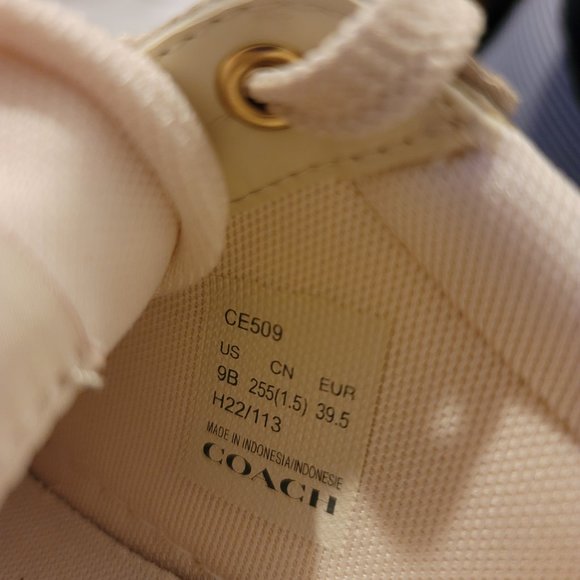 CE509
US CN EUR
9B 255(1.5) 39.5
H22/113
MADE IN INDONESIA/INDONESIE
COACH